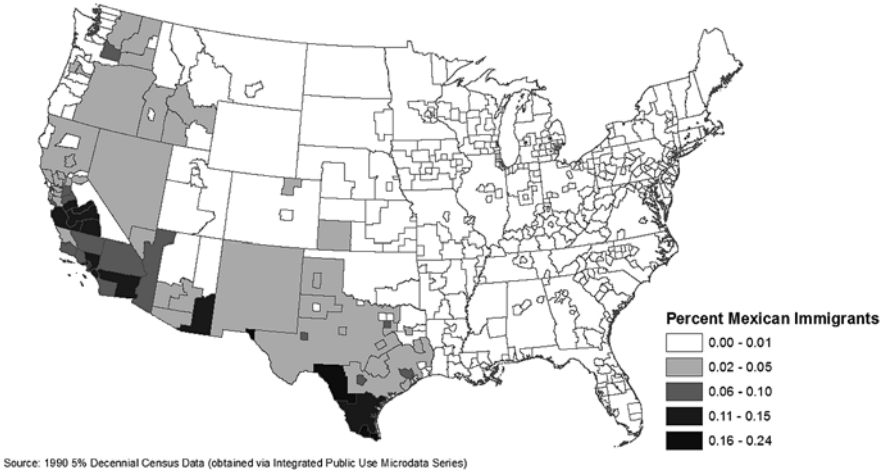 Percent Mexican Immigrants
0.00 - 0.01
0.02 - 0.05
0.06 - 0.10
0.11 - 0.15
0.16 - 0.24
Source: 1990 5% Decennial Census Data (obtained via Integrated Public Use Microdata Series)